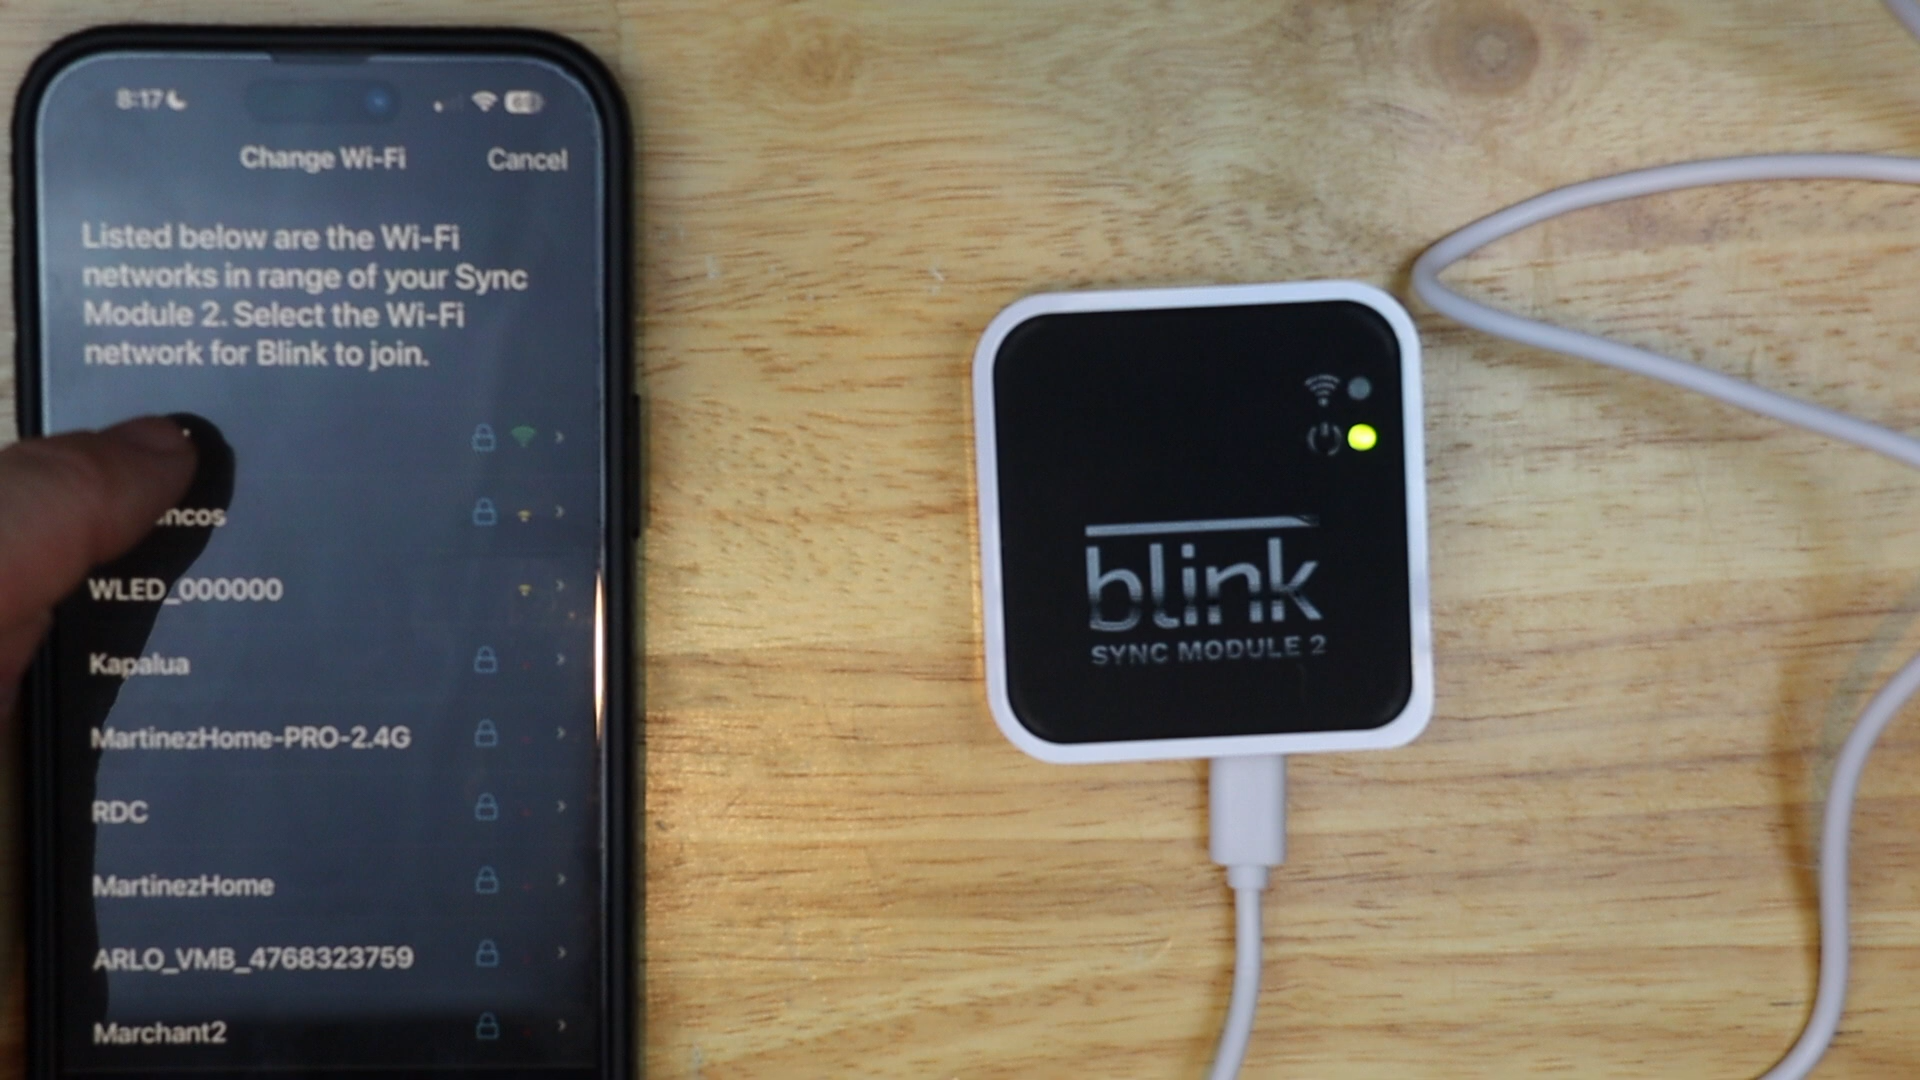 8:17
Change Wi-Fi Cancel
Listed below are the Wi-Fi
networks in range of your Sync
Module 2. Select the Wi-Fi
network for Blink to join.
WLED_000000
Kapalua
MartinezHome-PRO-2.4G
RDC
MartinezHome
ARLO_VMB_4768323759
Marchant2
blink
SYNC MODULE 2